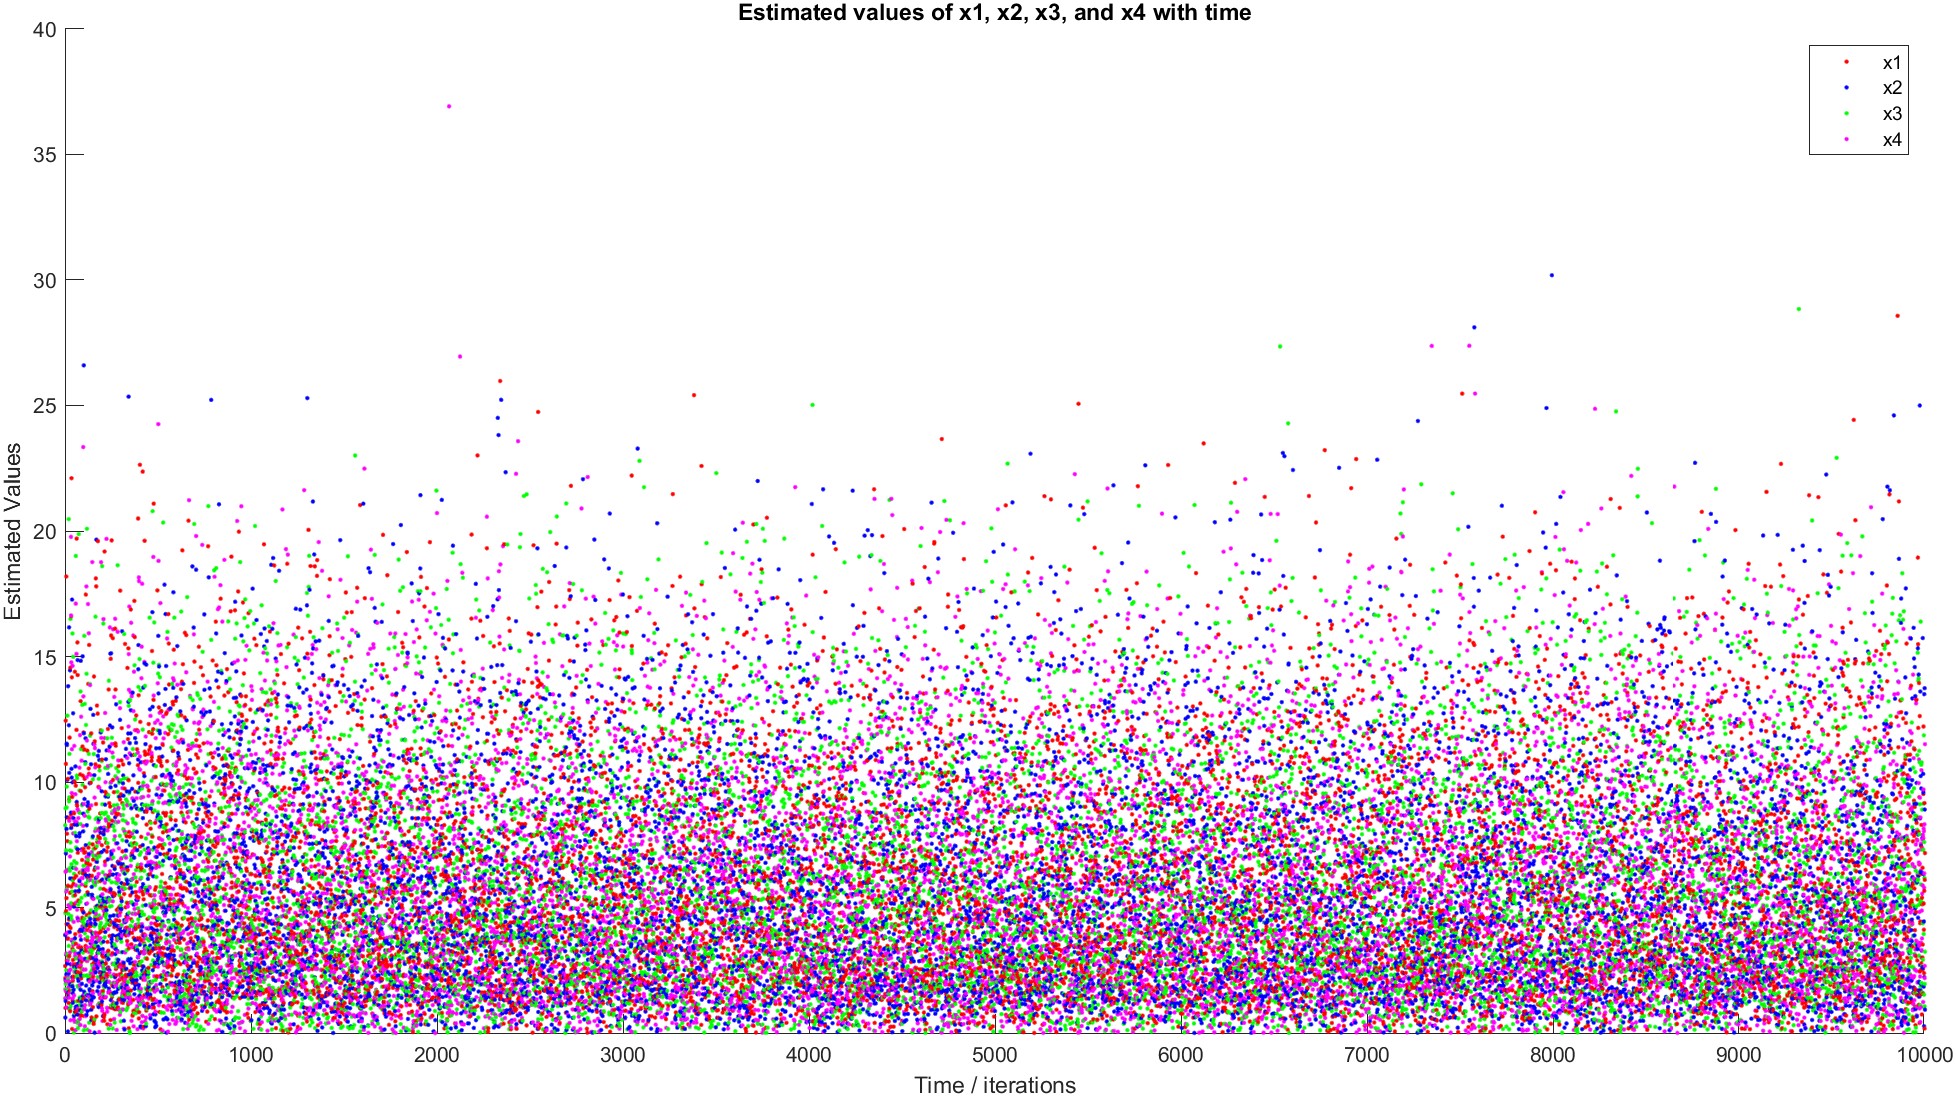 Estimated values of x1, x2, x3, and x4 with time
40
35
30
25
20
15
10
5
0
Estimated Values
x1
x2
x3
x4
0 1000 2000 3000 4000 5000 6000 7000 8000 9000 10000
Time / iterations